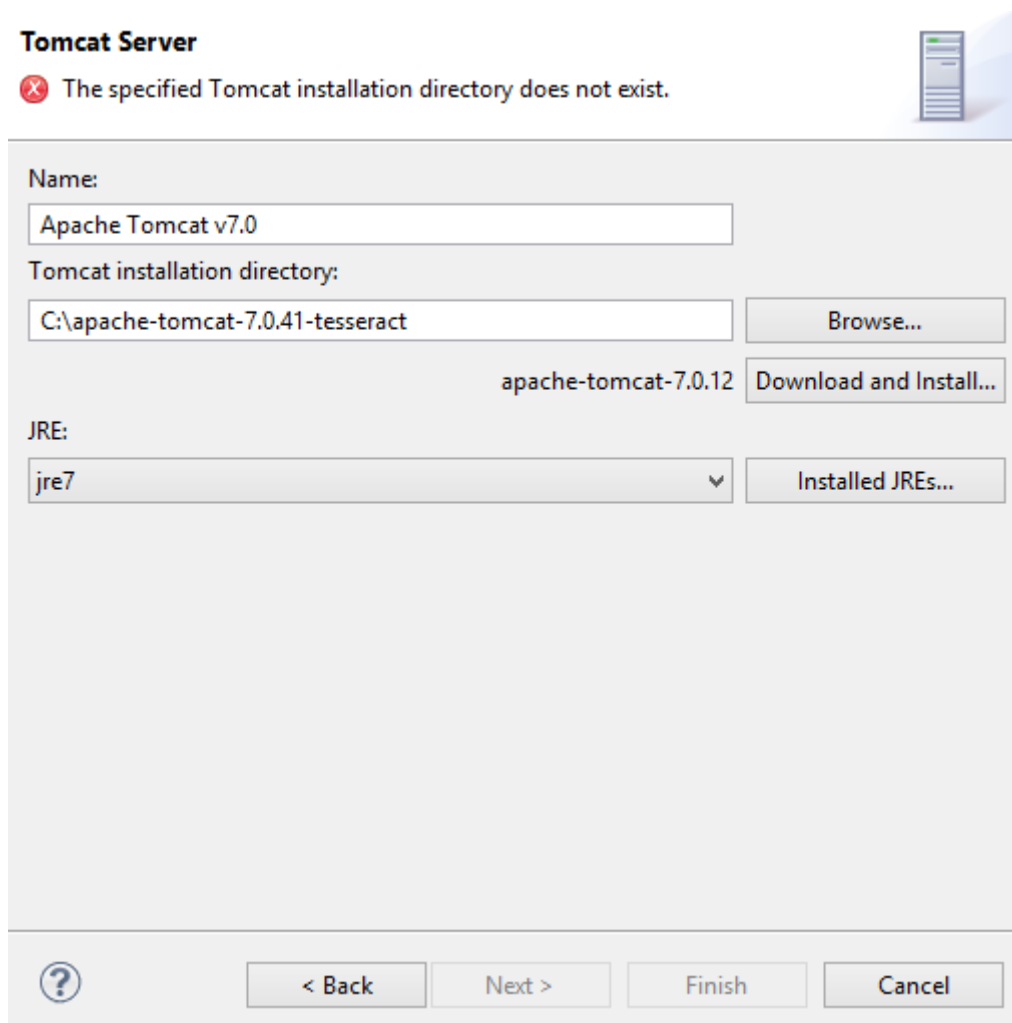 Tomcat Server
The specified Tomcat installation directory does not exist.
Name:
Apache Tomcat v7.0
Tomcat installation directory:
C:\apache-tomcat-7.0.41-tesseract
Browse...
apache-tomcat-7.0.12 Download and Install...
JRE:
jre7
Installed JREs...
? < Back Next > Finish Cancel